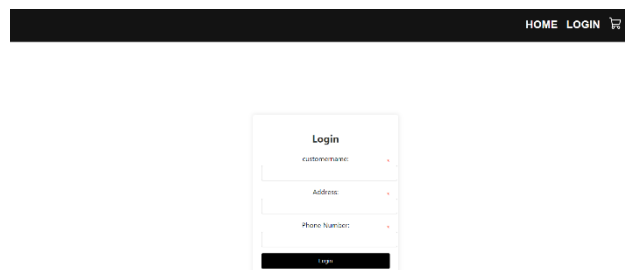 HOME LOGIN
Login
customername: *
Address: *
Phone Number: *
Login